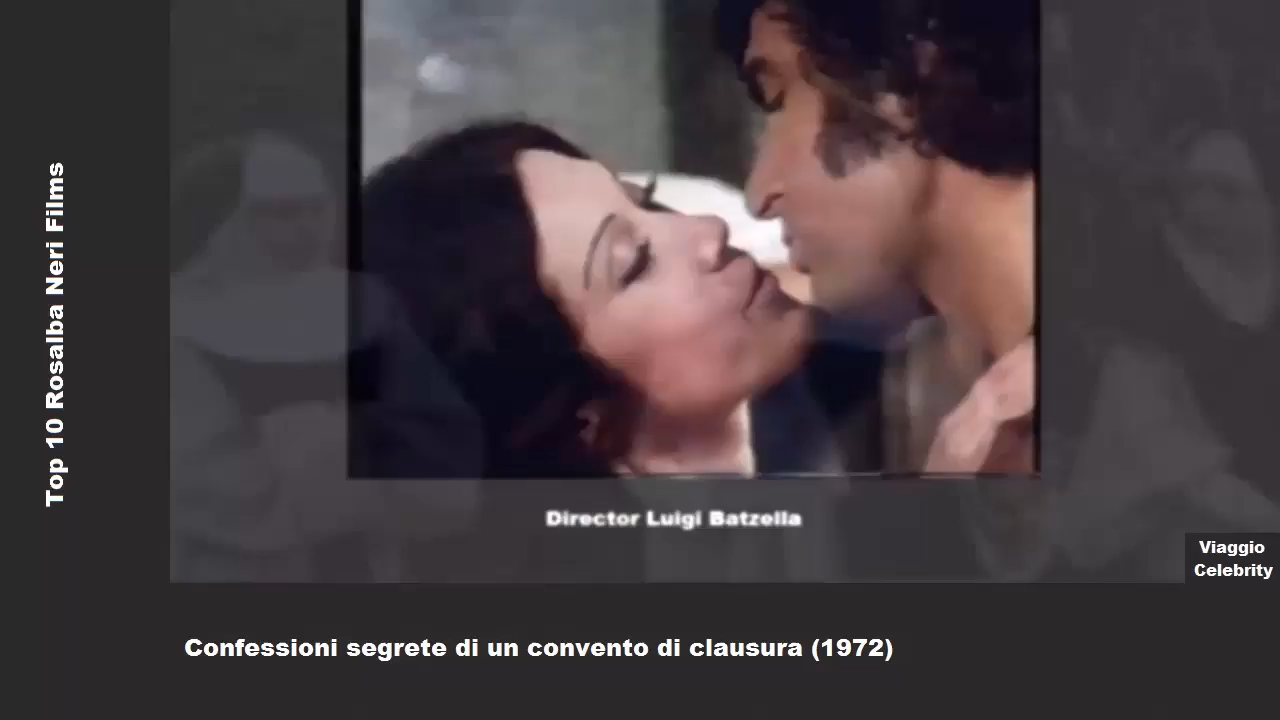 Top 10 Rosalba Neri Films
Director Luigi Batzella
Viaggio
Celebrity
Confessioni segrete di un convento di clausura (1972)